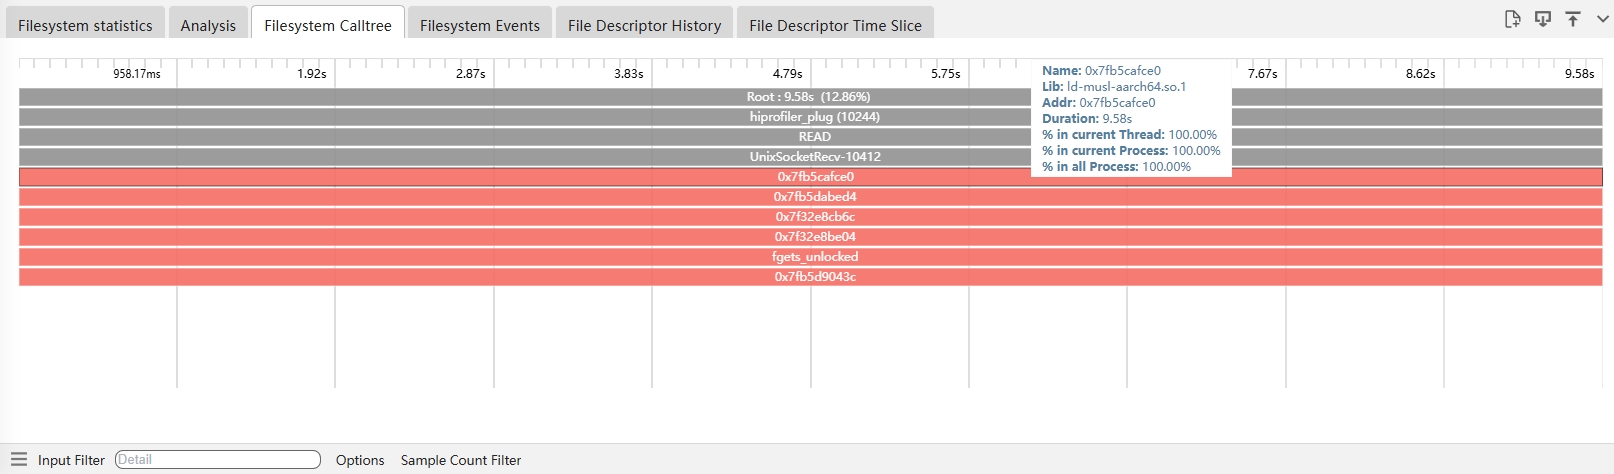 Filesystem statistics Analysis Filesystem Calltree Filesystem Events File Descriptor History File Descriptor Time Slice
958.17ms 1.92s 2.87s 3.83s 4.79s 5.75s 7.67s 8.62s 9.58s
Name: 0x7fb5cafce0
Lib: ld-musl-aarch64.so.1
Addr: 0x7fb5cafce0
Duration: 9.58s
% in current Thread: 100.00%
% in current Process: 100.00%
% in all Process: 100.00%
Root : 9.58s (12.86%)
hiprofiler_plug (10244)
READ
UnixSocketRecv-10412
0x7fb5cafce0
0x7fb5dabed4
0x7f32e8cb6c
0x7f32e8be04
fgets_unlocked
0x7fb5d9043c
Input Filter Detail Options Sample Count Filter